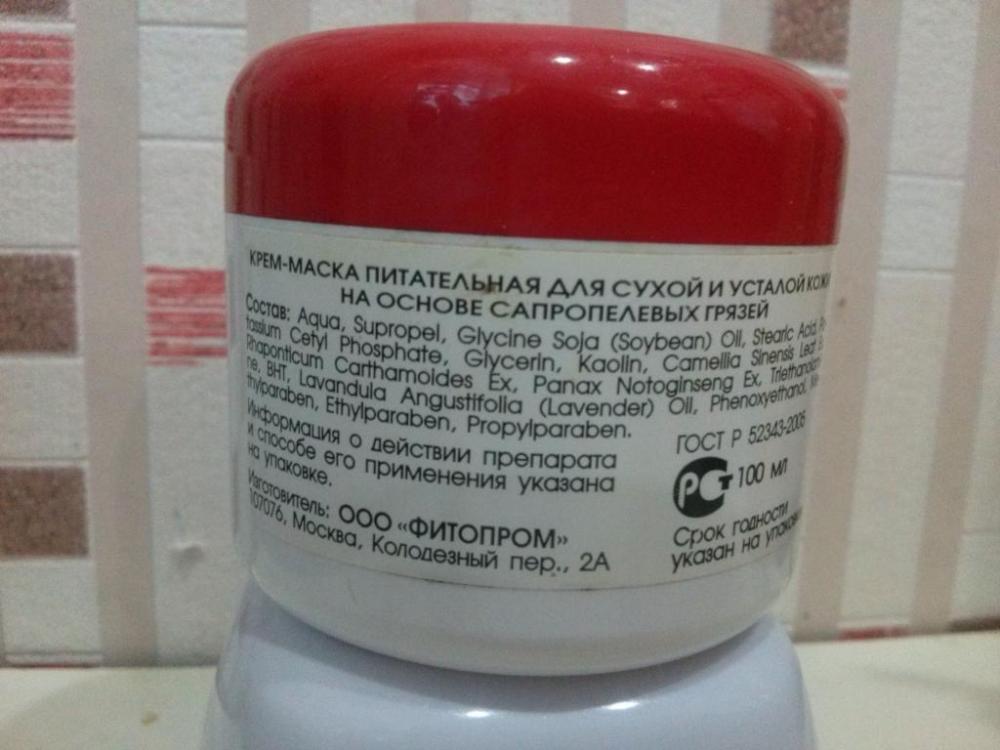 КРЕМ-МАСКА ПИТАТЕЛЬНАЯ ДЛЯ СУХОЙ И УСТАЛОЙ КОЖИ
НА ОСНОВЕ САПРОПЕЛЕВЫХ ГРЯЗЕЙ
Состав: Aqua, Supropel, Glycine Soja (Soybean) Oil, Stearic Acid,
tassium Cetyl Phosphate, Glycerin, Kaolin, Camellia Sinensis Leaf
Rhaponticum Carthamoides Ex, Panax Notoginseng Ex,
ne, BHT, Lavandula Angustifolia (Lavender) Oil, Phenoxyethanol,
thylparaben, Ethylparaben, Propylparaben.
Информация о действии препарата
и способе его применения указана
на упаковке.
Изготовитель: ООО «ФИТОПРОМ»
107076, Москва, Колодезный пер., 2А
ГОСТ Р 52343-2005
РСТ 100 мл
Срок годности
указан на